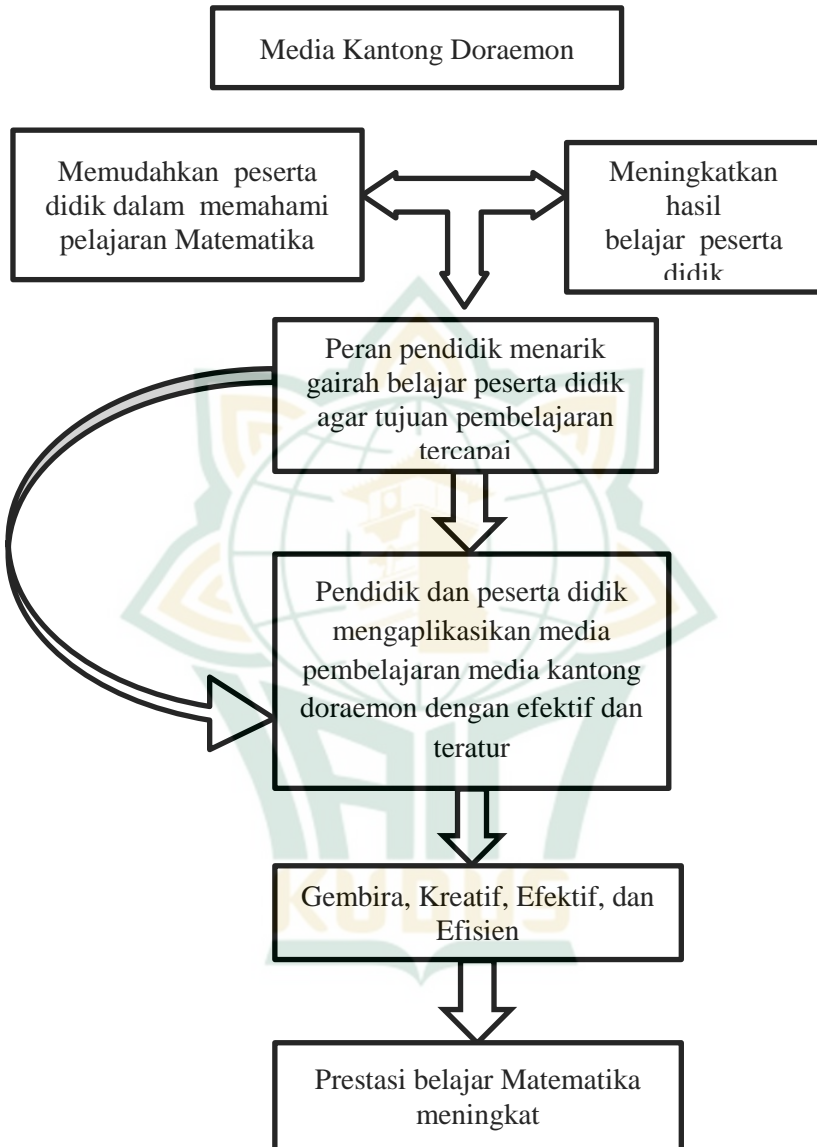 Media Kantong Doraemon
Memudahkan peserta
didik dalam memahami
pelajaran Matematika
Meningkatkan
hasil
belajar peserta
didik
Peran pendidik menarik
gairah belajar peserta didik
agar tujuan pembelajaran
tercapai
Pendidik dan peserta didik
mengaplikasikan media
pembelajaran media kantong
doraemon dengan efektif dan
teratur
Gembira, Kreatif, Efektif, dan
Efisien
Prestasi belajar Matematika
meningkat
IAIN
KUDUS